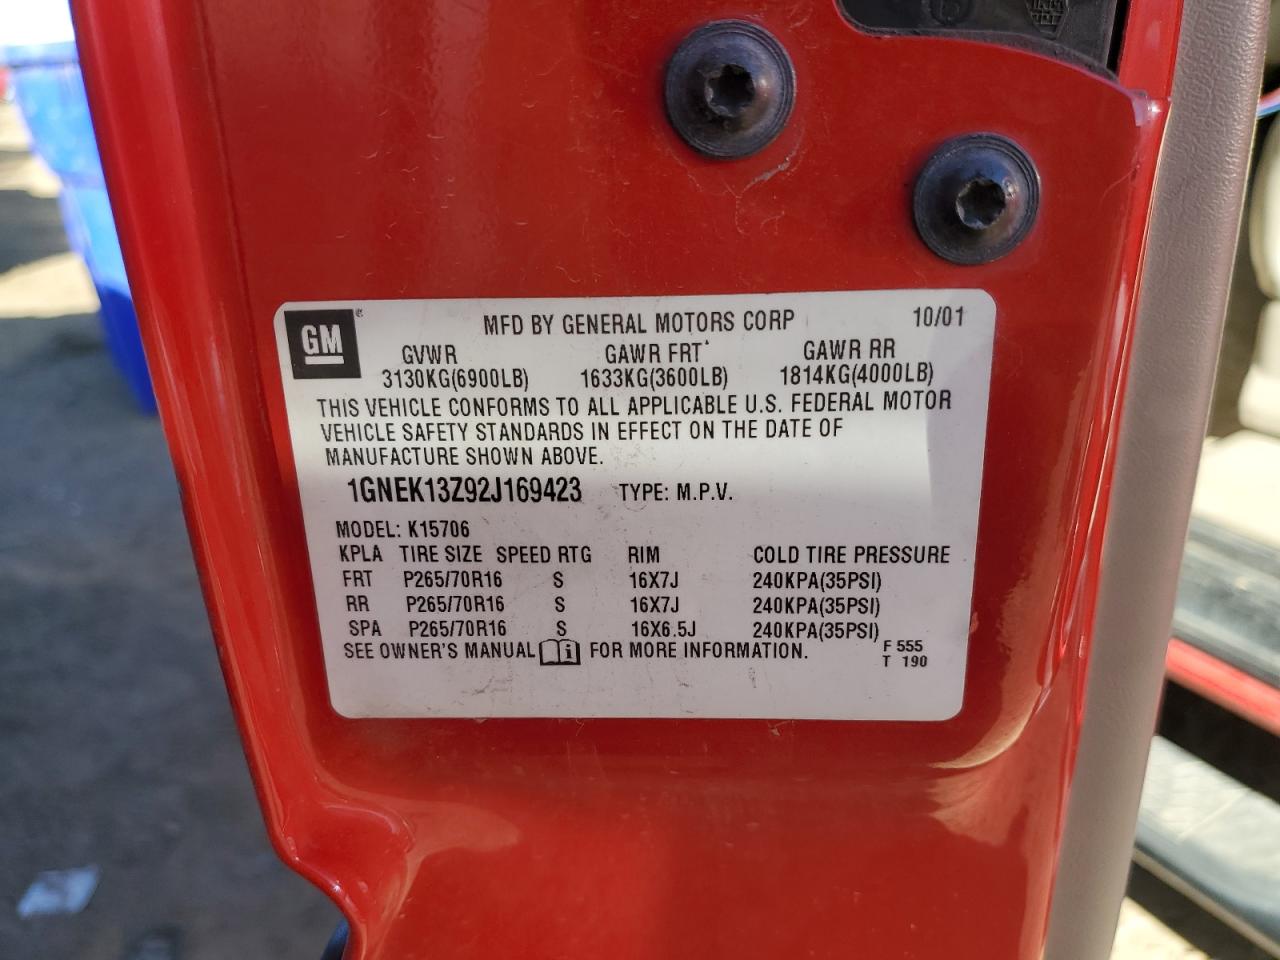 GM
MFD BY GENERAL MOTORS CORP 10/01
GVWR GAWR FRT GAWR RR
3130KG(6900LB) 1633KG(3600LB) 1814KG(4000LB)
THIS VEHICLE CONFORMS TO ALL APPLICABLE U.S. FEDERAL MOTOR
VEHICLE SAFETY STANDARDS IN EFFECT ON THE DATE OF
MANUFACTURE SHOWN ABOVE.
1GNEK13Z92J169423 TYPE: M.P.V.
MODEL: K15706
KPLA TIRE SIZE SPEED RTG RIM COLD TIRE PRESSURE
FRT P265/70R16 S 16X7J 240KPA(35PSI)
RR P265/70R16 S 16X7J 240KPA(35PSI)
SPA P265/70R16 S 16X6.5J 240KPA(35PSI)
SEE OWNER'S MANUAL i FOR MORE INFORMATION.
F 555
T 190